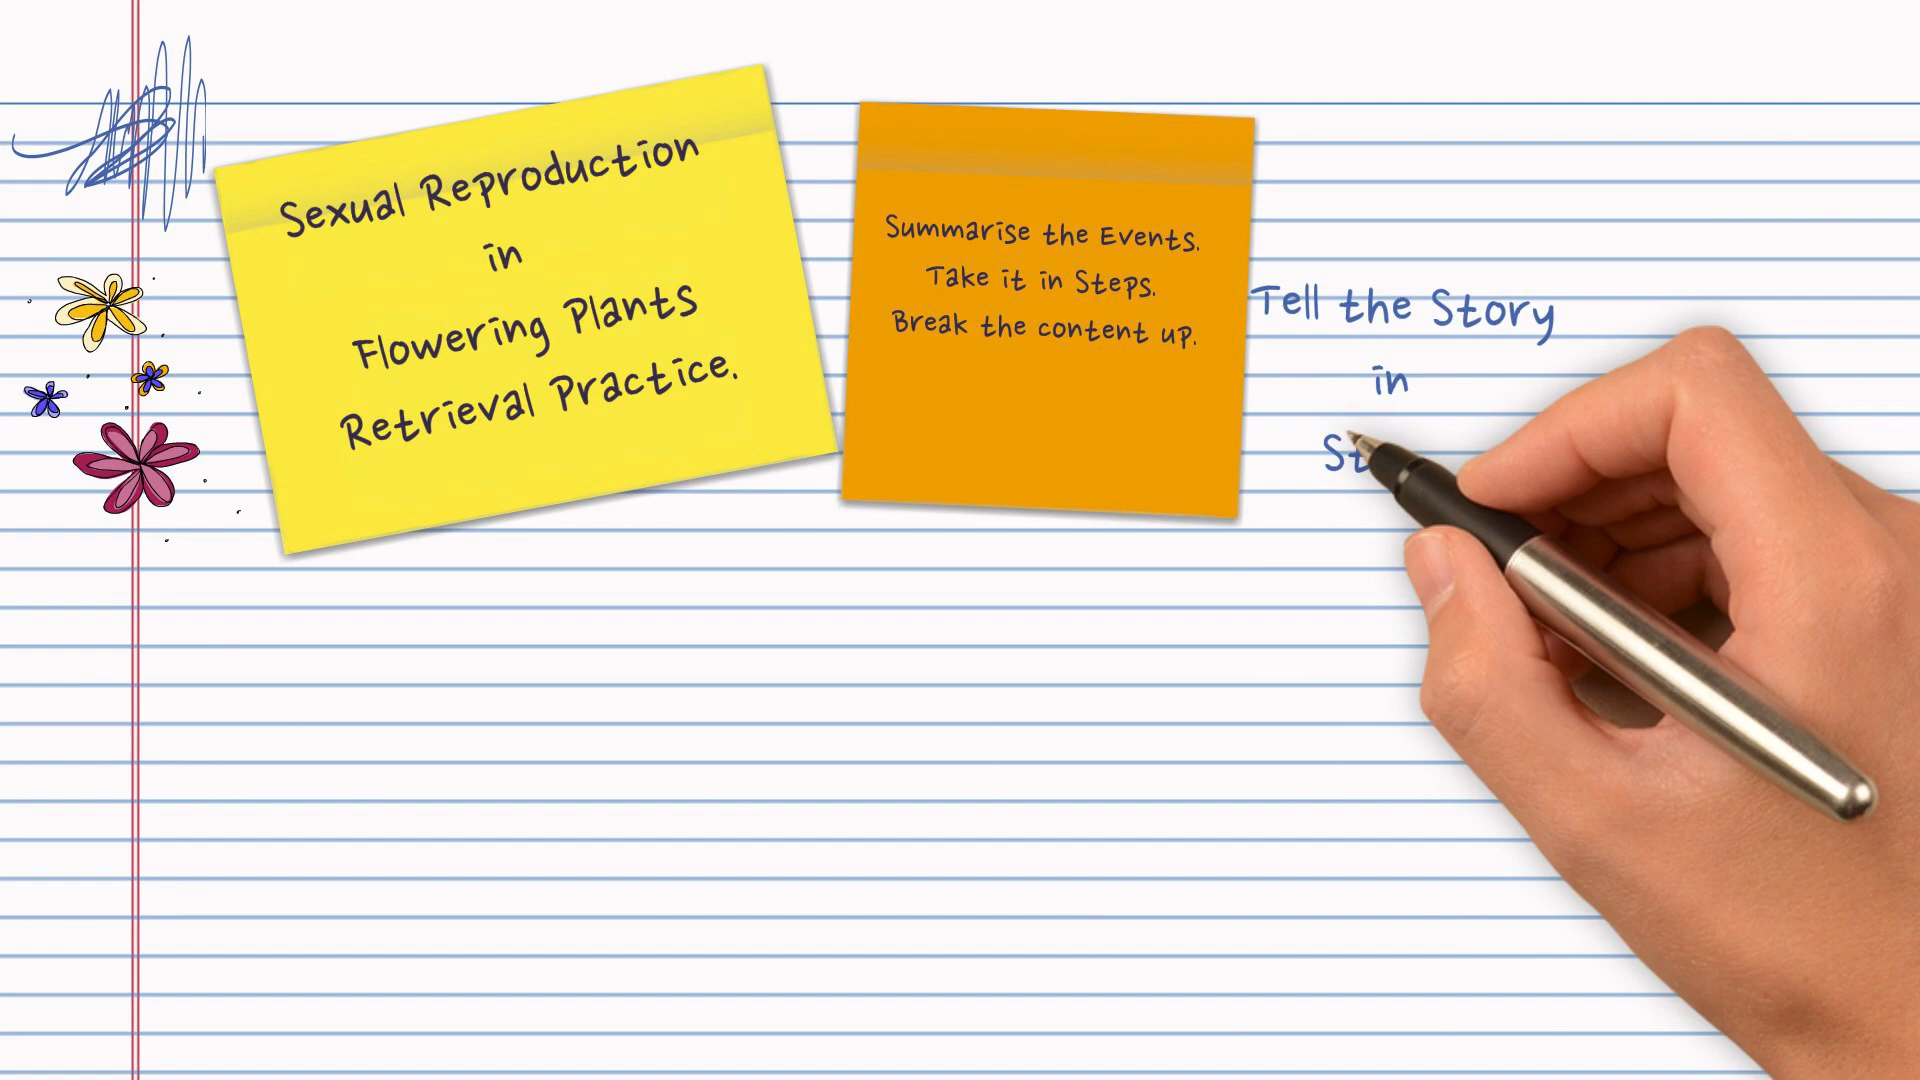 Sexual Reproduction
in
Flowering Plants
Retrieval Practice.
Summarise the Events.
Take it in Steps.
Break the content up.
Tell the Story
in
St